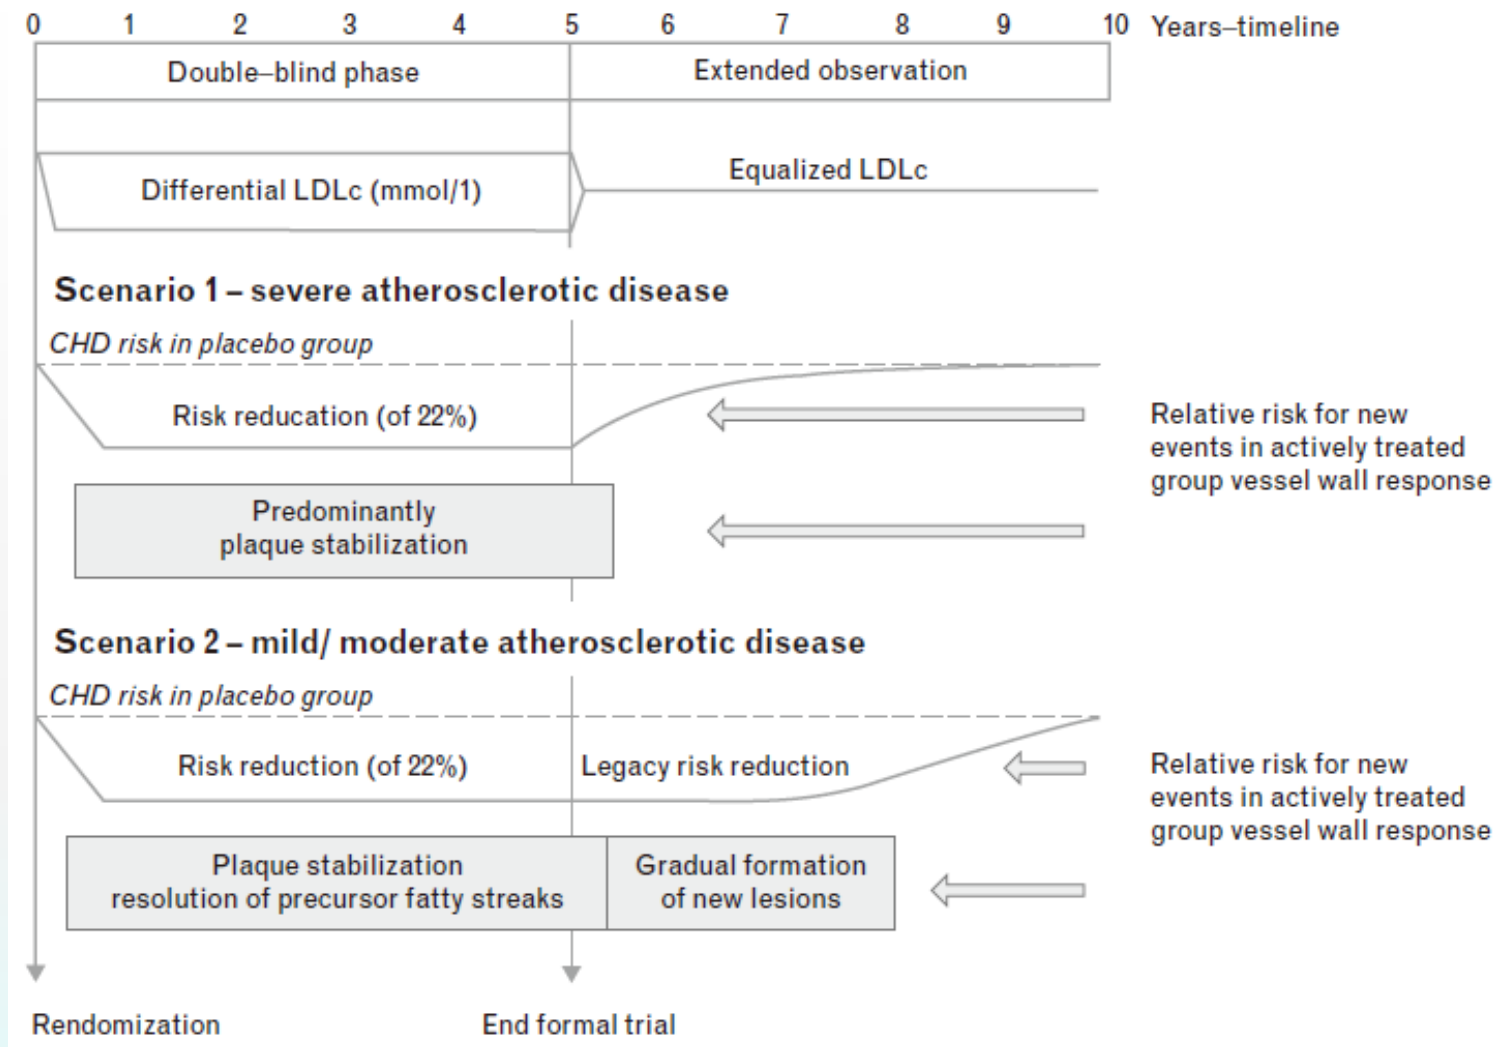 0 1 2 3 4 5 6 7 8 9 10 Years–timeline
Double–blind phase
Extended observation
Differential LDLc (mmol/1)
Equalized LDLc
Scenario 1 – severe atherosclerotic disease
CHD risk in placebo group
Risk reducation (of 22%)
Relative risk for new
events in actively treated
group vessel wall response
Predominantly
plaque stabilization
Scenario 2 – mild/ moderate atherosclerotic disease
CHD risk in placebo group
Risk reduction (of 22%)
Legacy risk reduction
Relative risk for new
events in actively treated
group vessel wall response
Plaque stabilization
resolution of precursor fatty streaks
Gradual formation
of new lesions
Rendomization
End formal trial